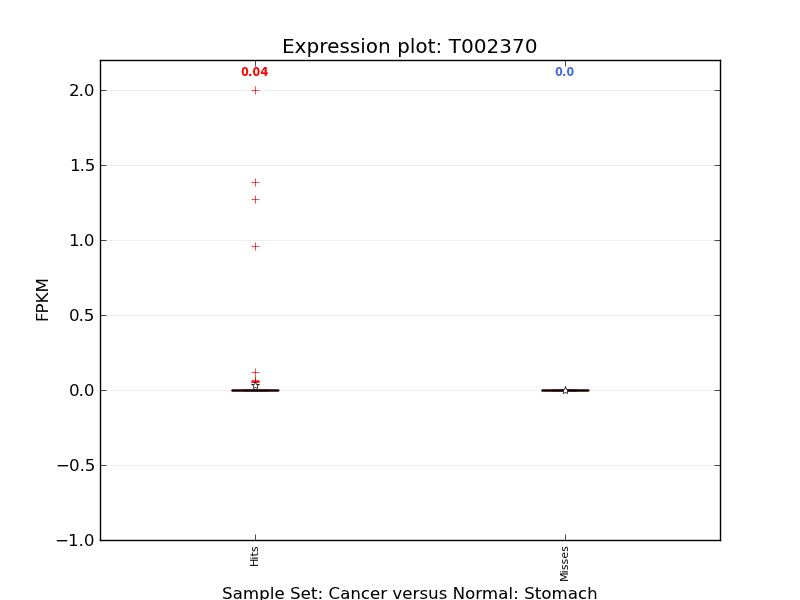 Expression plot: T002370
0.04
0.0
2.0
1.5
1.0
0.5
0.0
−0.5
−1.0
FPKM
Hits
Misses
Sample Set: Cancer versus Normal: Stomach